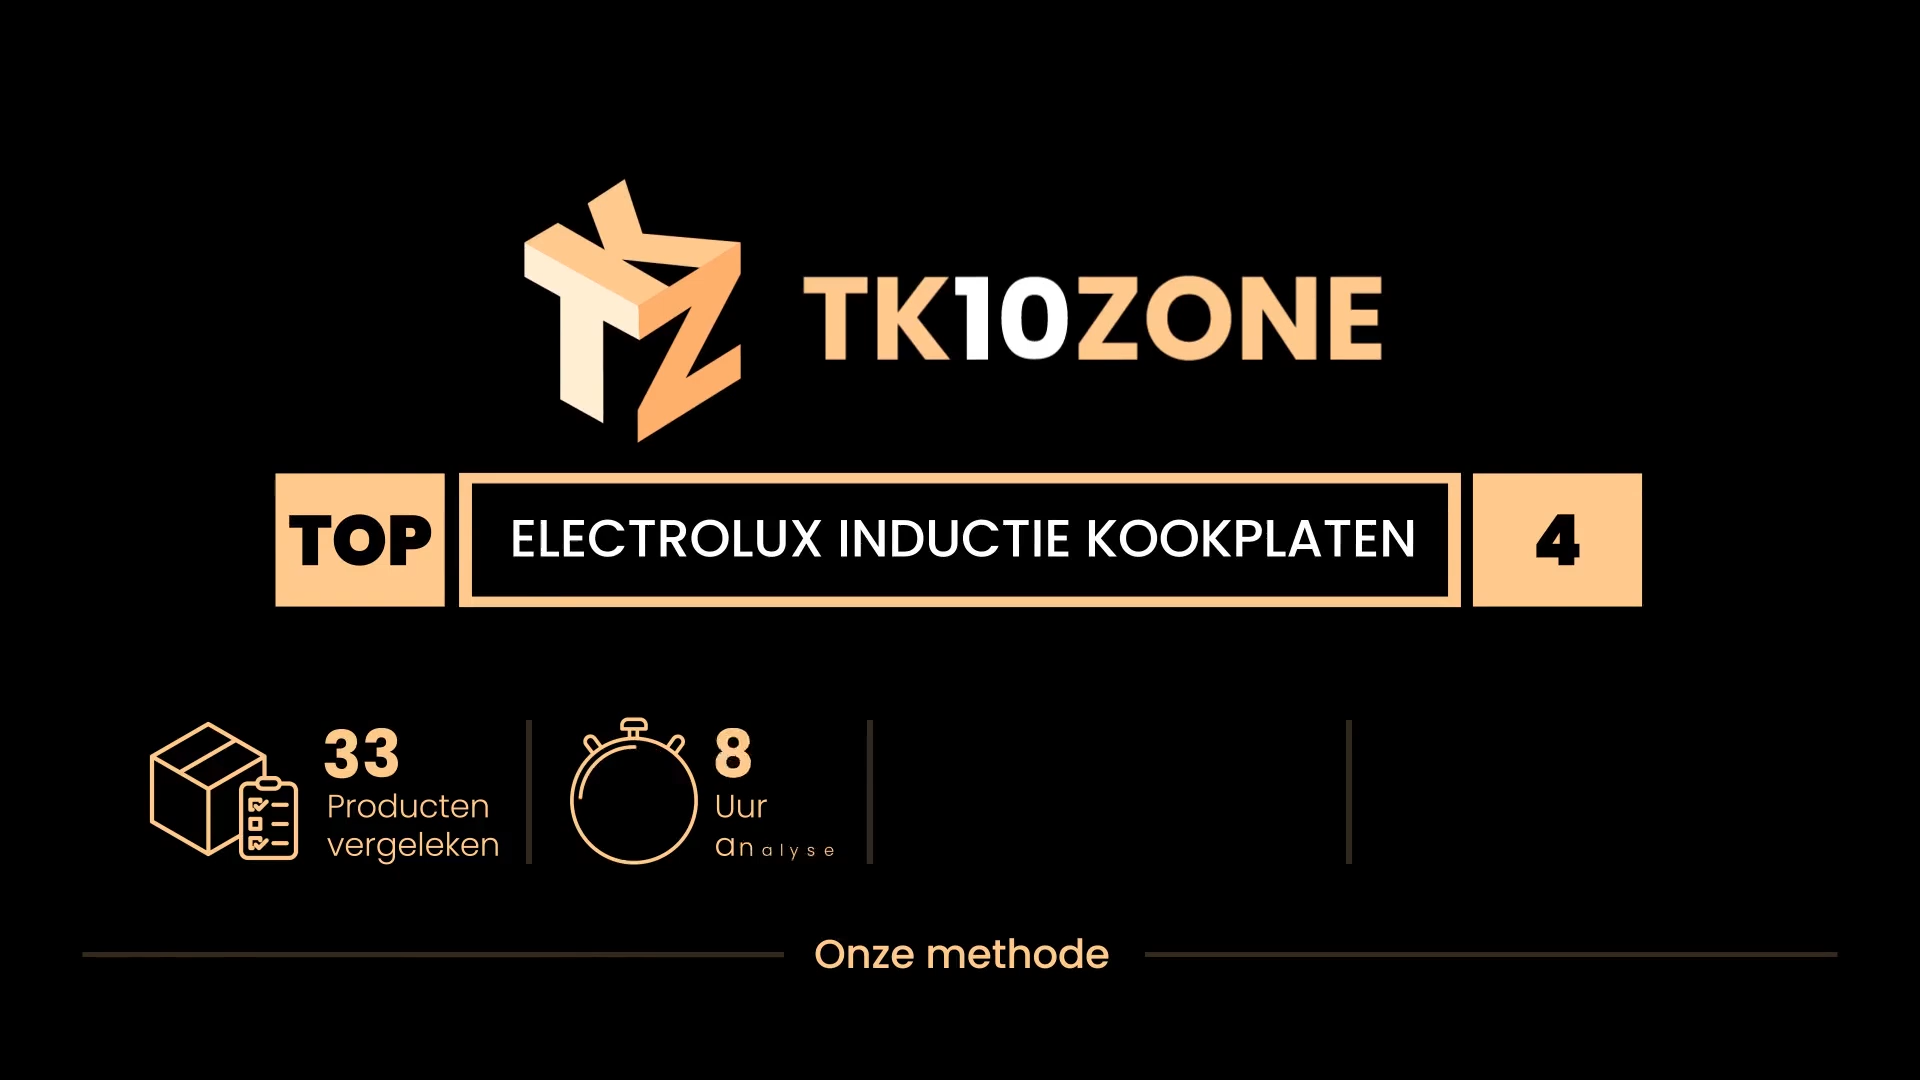 TK10ZONE
TOP ELECTROLUX INDUCTIE KOOKPLATEN 4
33
Producten
vergeleken
8
Uur
analyse
Onze methode